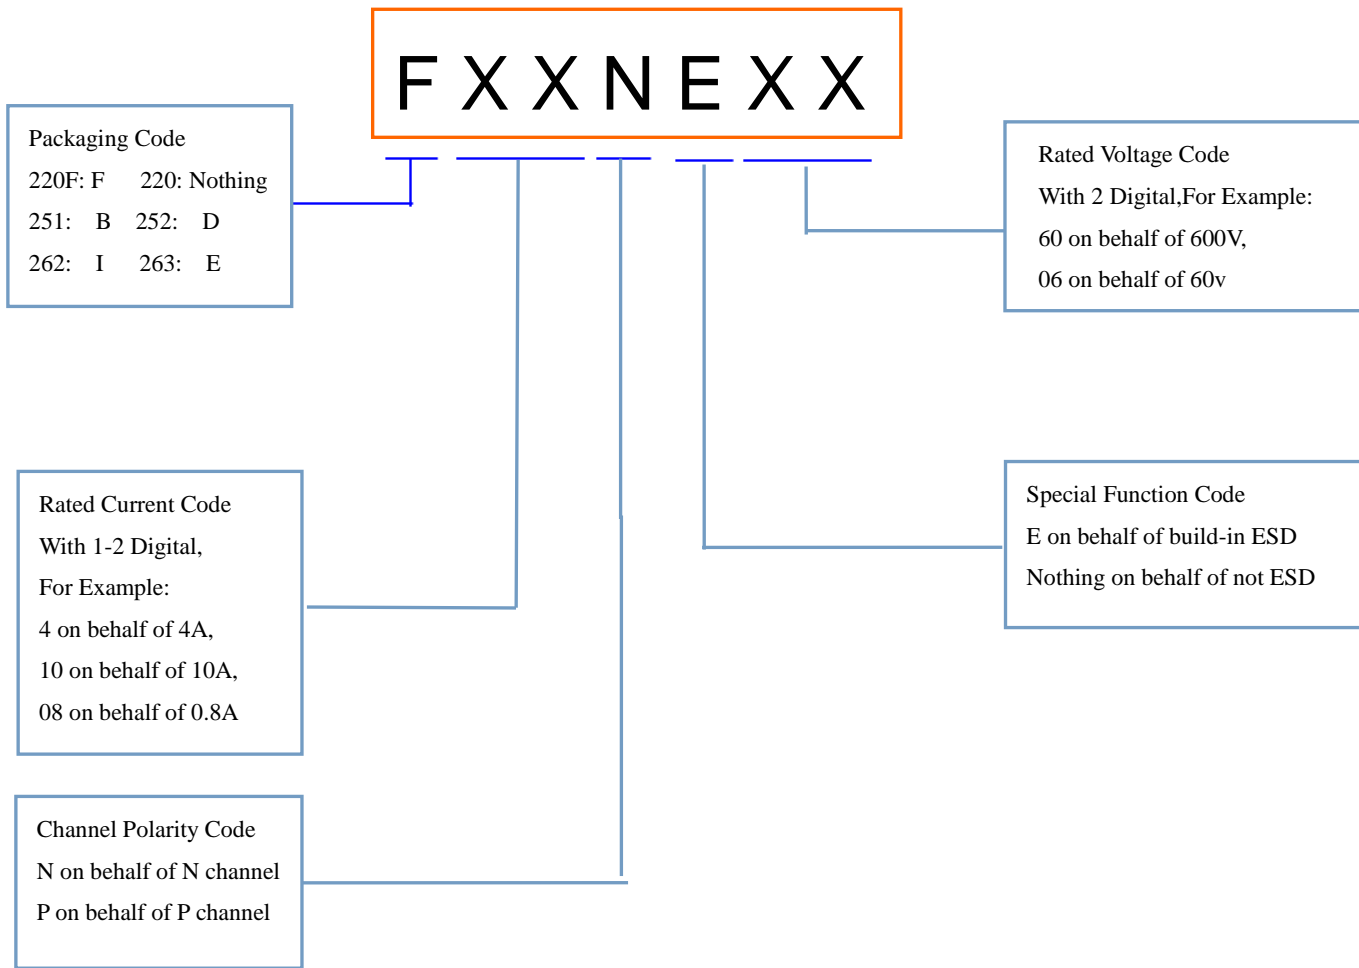 F X X N E X X
Packaging Code
220F: F 220: Nothing
251: B 252: D
262: I 263: E
Rated Voltage Code
With 2 Digital,For Example:
60 on behalf of 600V,
06 on behalf of 60v
Rated Current Code
With 1-2 Digital,
For Example:
4 on behalf of 4A,
10 on behalf of 10A,
08 on behalf of 0.8A
Special Function Code
E on behalf of build-in ESD
Nothing on behalf of not ESD
Channel Polarity Code
N on behalf of N channel
P on behalf of P channel